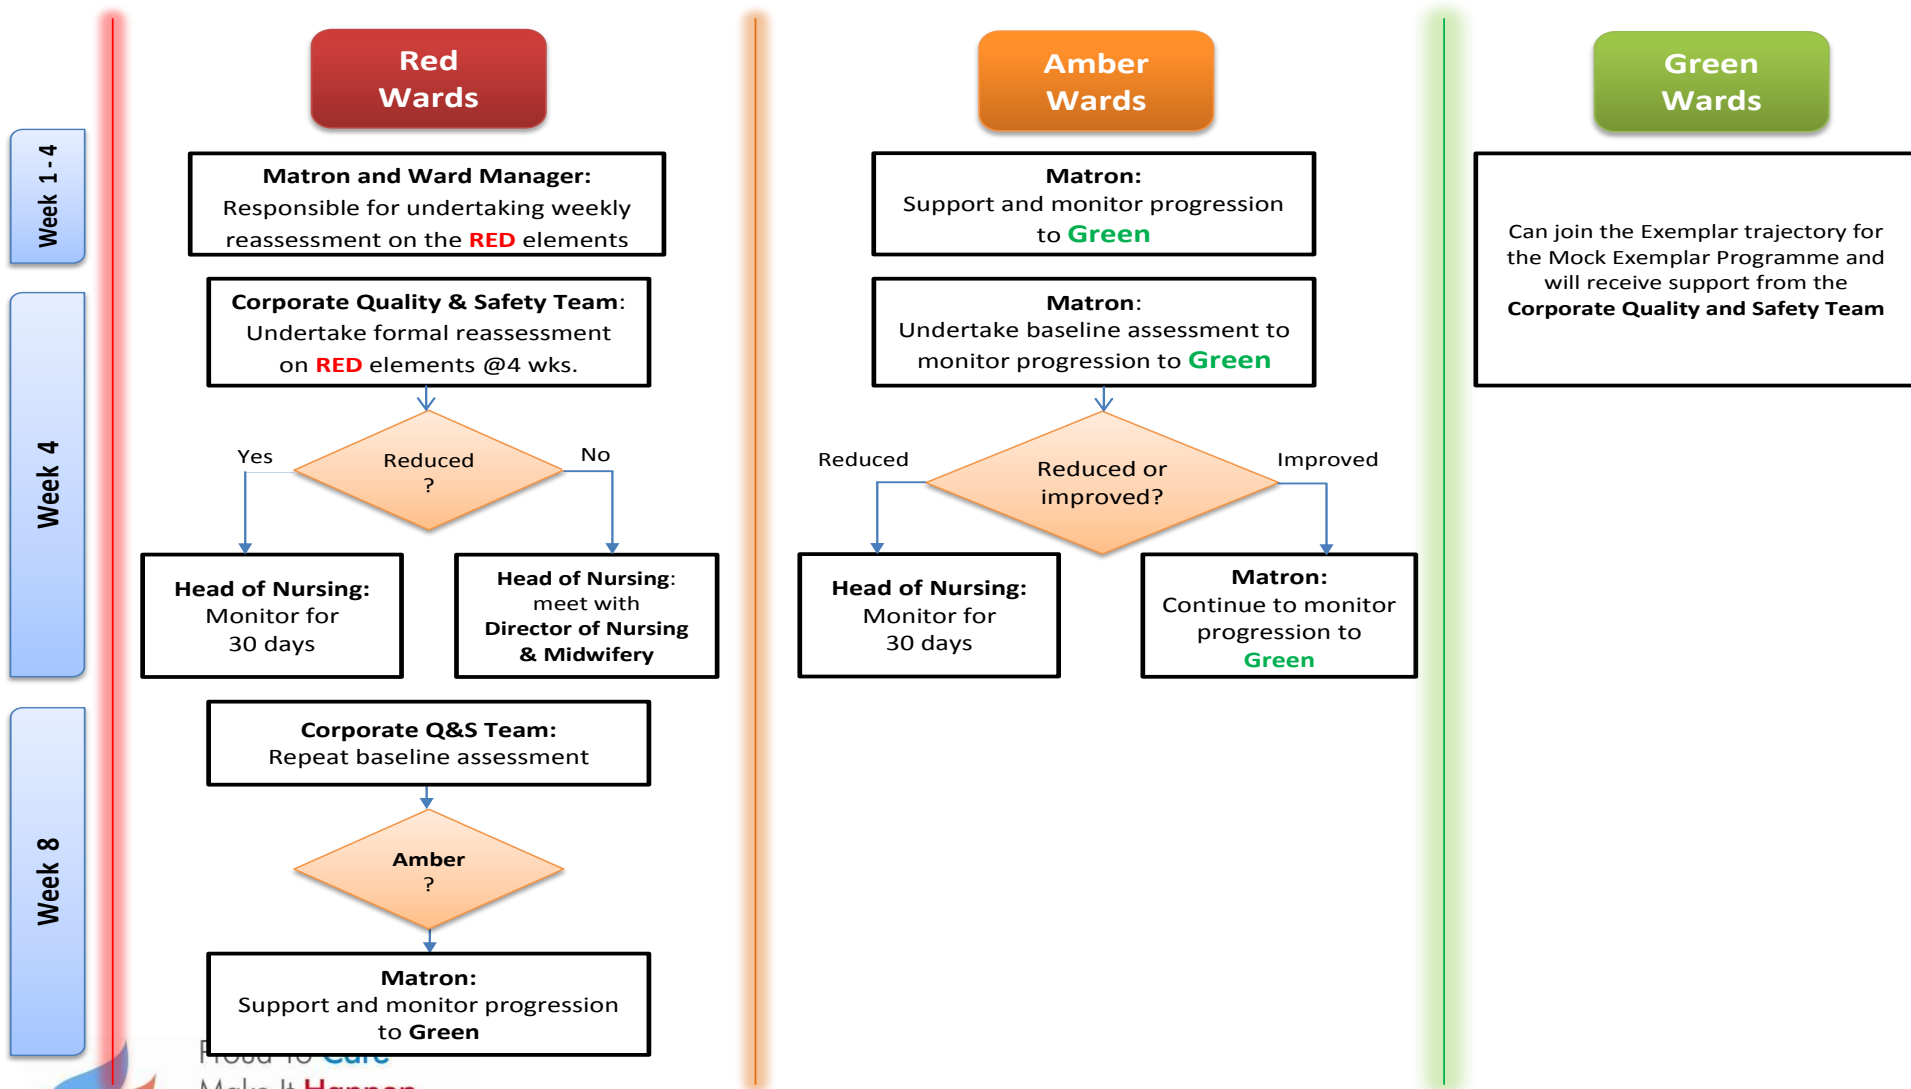 Red
Wards
Amber
Wards
Green
Wards
Week 1 - 4
Matron and Ward Manager:
Responsible for undertaking weekly
reassessment on the RED elements
Matron:
Support and monitor progression
to Green
Can join the Exemplar trajectory for
the Mock Exemplar Programme and
will receive support from the
Corporate Quality and Safety Team
Week 4
Corporate Quality & Safety Team:
Undertake formal reassessment
on RED elements @4 wks.
Matron:
Undertake baseline assessment to
monitor progression to Green
Yes
Reduced
?
No
Reduced
Reduced or
improved?
Improved
Head of Nursing:
Monitor for
30 days
Head of Nursing:
meet with
Director of Nursing
& Midwifery
Head of Nursing:
Monitor for
30 days
Matron:
Continue to monitor
progression to
Green
Week 8
Corporate Q&S Team:
Repeat baseline assessment
Amber
?
Matron:
Support and monitor progression
to Green
Proud To Care
Make It Happen